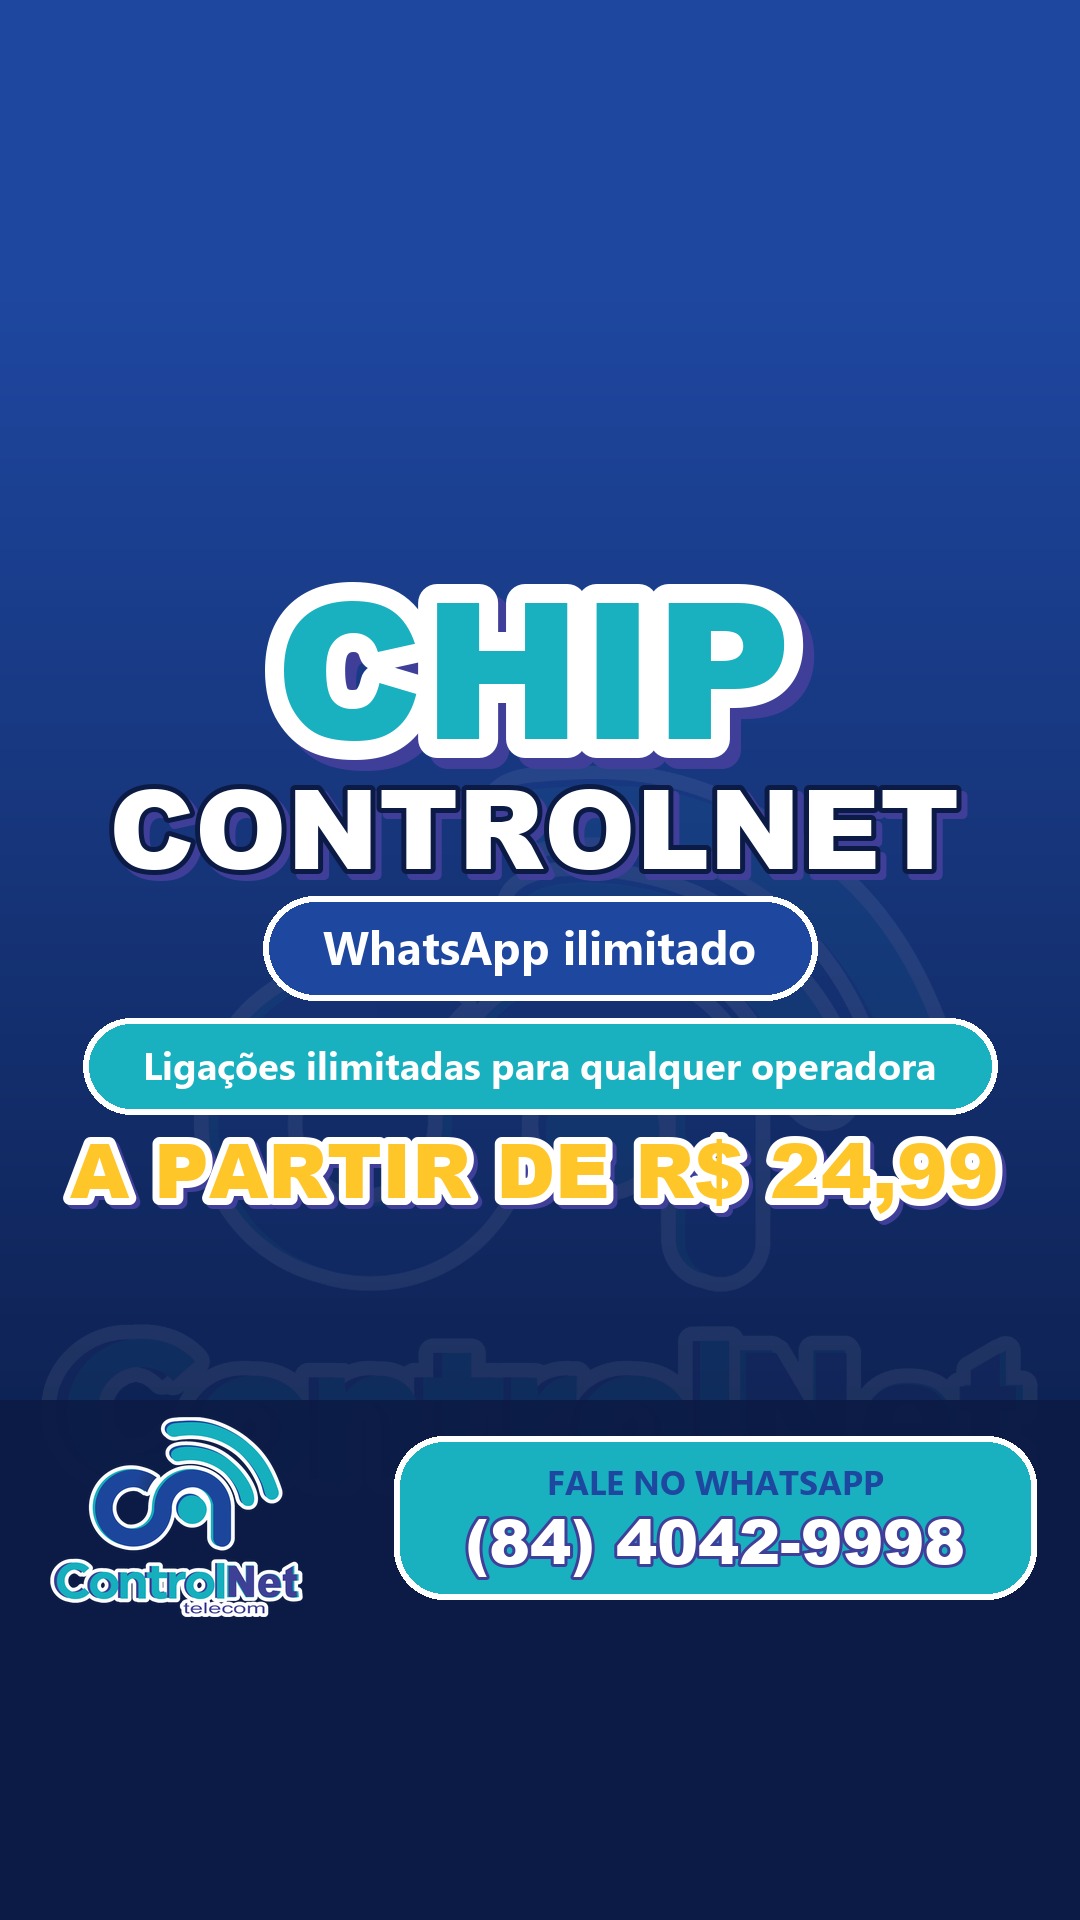 CHIP
CONTROLNET
WhatsApp ilimitado
Ligações ilimitadas para qualquer operadora
A PARTIR DE R$ 24,99
ControlNet
ControlNet
telecom
FALE NO WHATSAPP
(84) 4042-9998